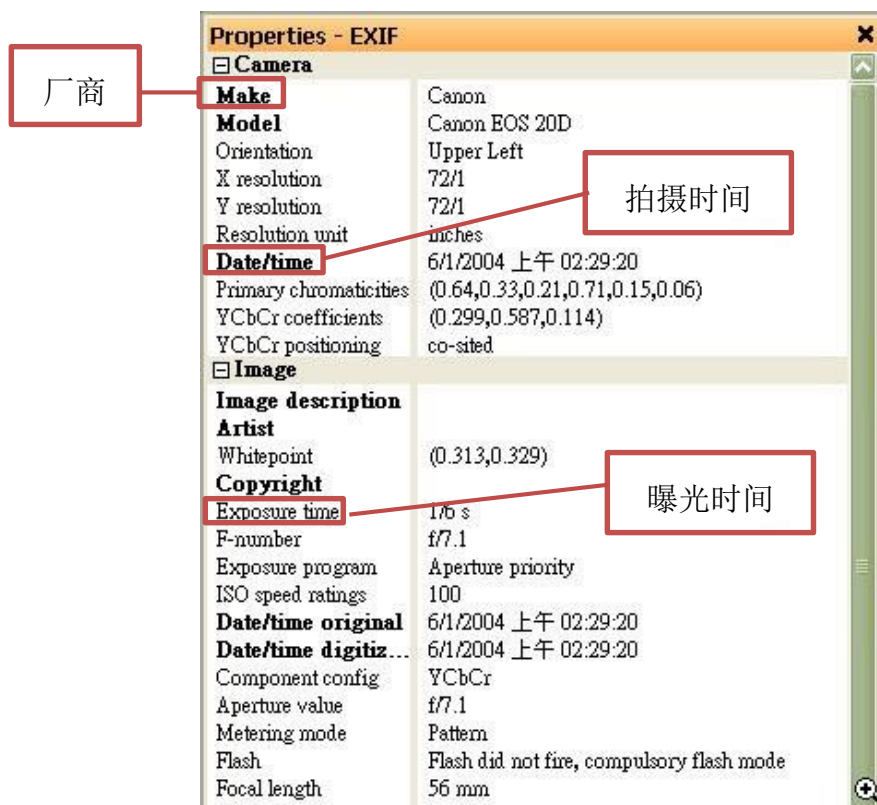 Properties - EXIF
Camera
厂商
Make Canon
Model Canon EOS 20D
Orientation Upper Left
X resolution 72/1
拍摄时间
Y resolution 72/1
Resolution unit inches
Date/time 6/1/2004 上午 02:29:20
Primary chromaticities (0.64,0.33,0.21,0.71,0.15,0.06)
YCbCr coefficients (0.299,0.587,0.114)
YCbCr positioning co-sited
Image
Image description
Artist
Whitepoint (0.313,0.329)
Copyright
曝光时间
Exposure time 1/6 s
F-number f/7.1
Exposure program Aperture priority
ISO speed ratings 100
Date/time original 6/1/2004 上午 02:29:20
Date/time digitiz... 6/1/2004 上午 02:29:20
Component config YCbCr
Aperture value f/7.1
Metering mode Pattern
Flash Flash did not fire, compulsory flash mode
Focal length 56 mm